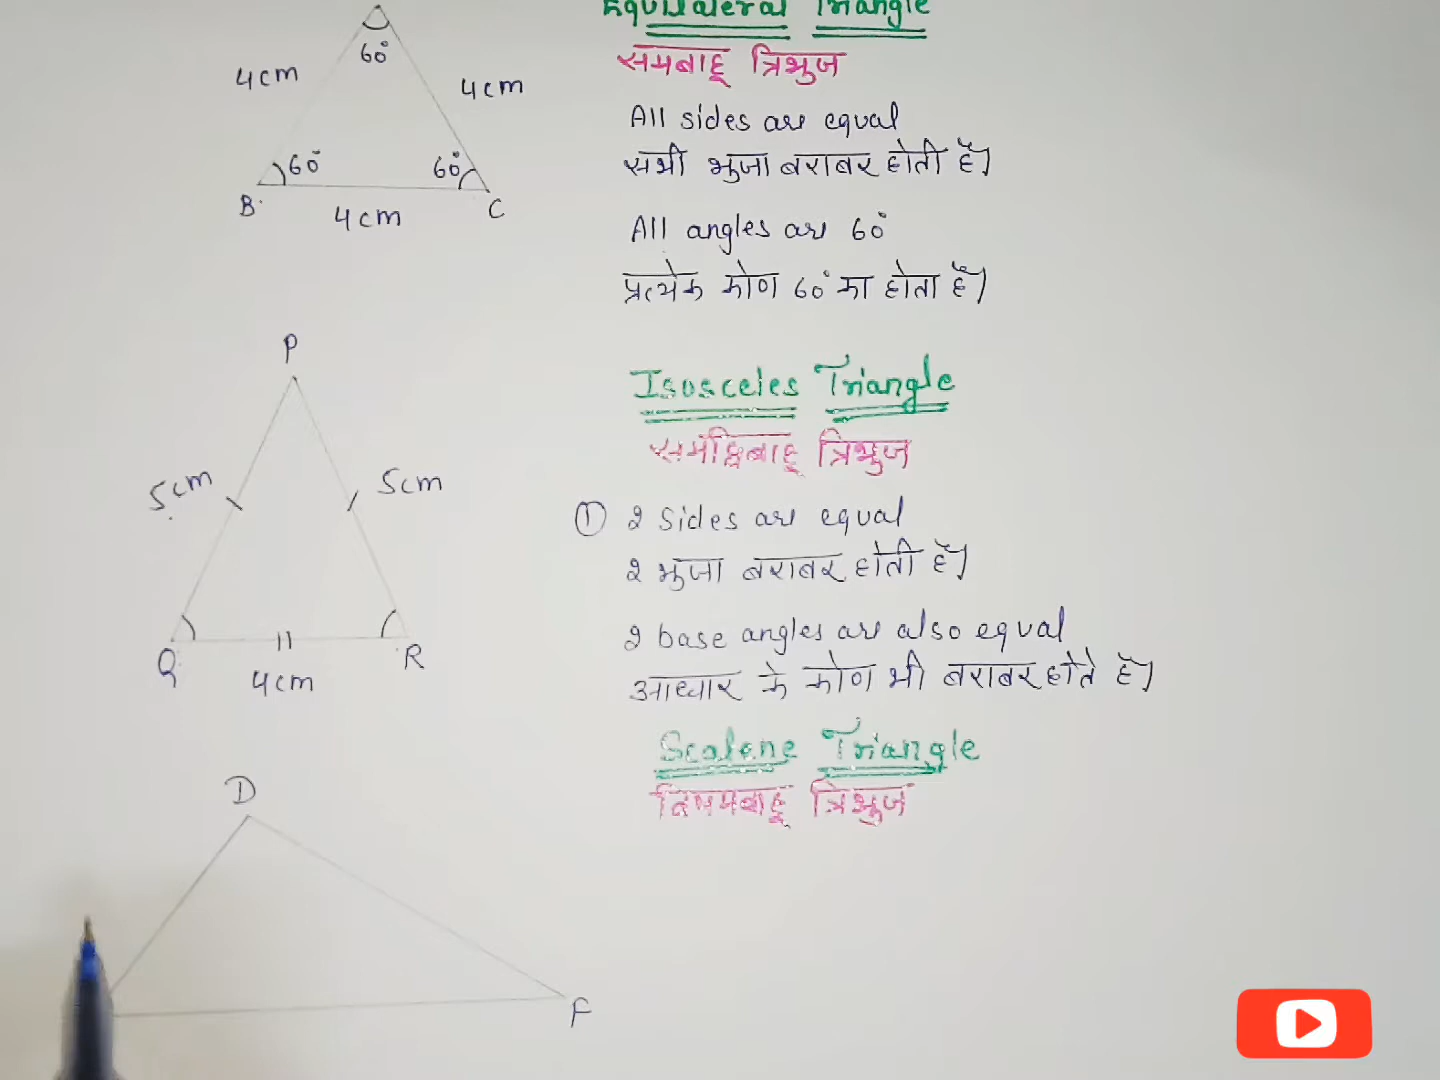 Equilateral Triangle
समबाहू त्रिभुज
60°
4cm
4cm
All sides are equal
सभी भुजा बराबर होती है।
60°
60°
B
4cm
C
All angles are 60°
प्रत्येक कोण 60° का होता है।
P
Isosceles Triangle
समद्विबाहू त्रिभुज
5cm
5cm
① 2 sides are equal
2 भुजा बराबर होती है।
2 base angles are also equal
Q
R
4cm
आधार के कोण भी बराबर होते है।
Scalene Triangle
विषमबाहू त्रिभुज
D
F